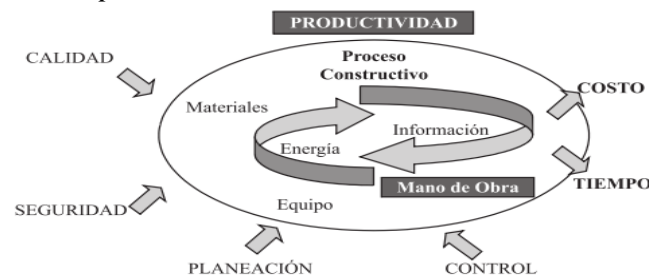 PRODUCTIVIDAD
CALIDAD
Proceso
Constructivo
COSTO
Materiales
Información
Energía
Mano de Obra
TIEMPO
Equipo
SEGURIDAD
PLANEACIÓN
CONTROL